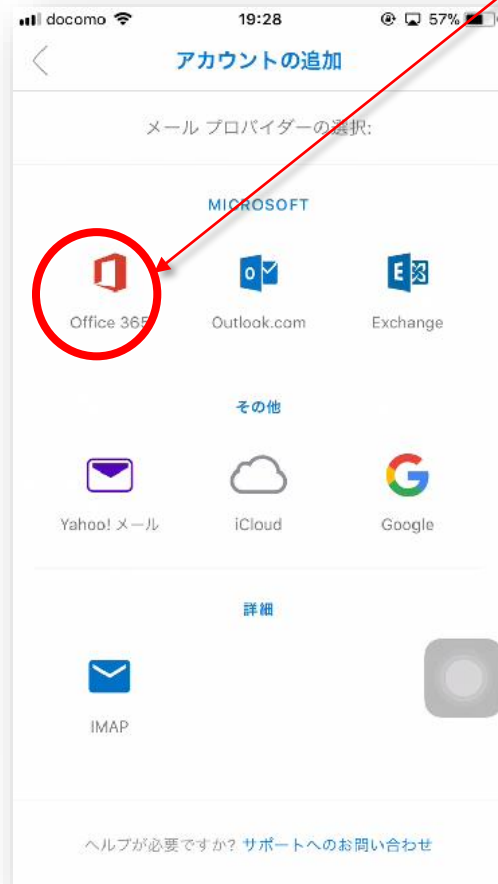 docomo 19:28 57%
アカウントの追加
メール プロバイダーの選択:
MICROSOFT
Office 365 Outlook.com Exchange
その他
Yahoo! メール iCloud Google
詳細
IMAP
ヘルプが必要ですか? サポートへのお問い合わせ